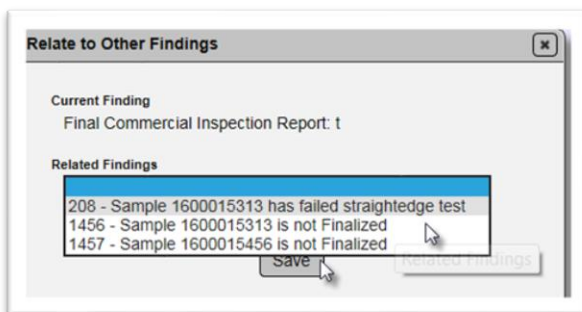 Relate to Other Findings
Current Finding
Final Commercial Inspection Report: t
Related Findings
208 - Sample 1600015313 has failed straightedge test
1456 - Sample 1600015313 is not Finalized
1457 - Sample 1600015456 is not Finalized
Save
Related Findings